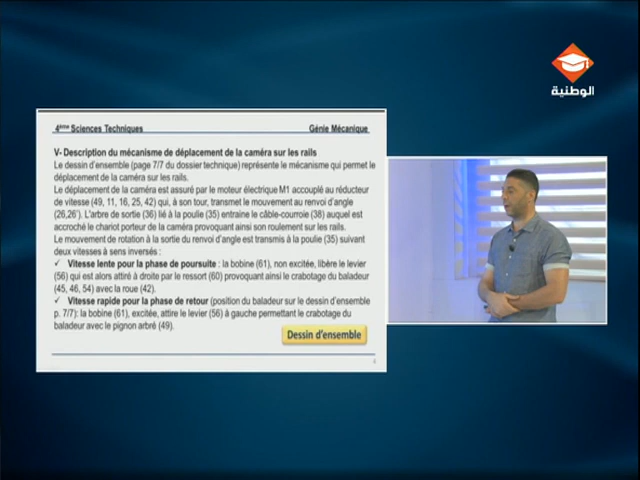 الوطنية
4ème Sciences Techniques Génie Mécanique
V- Description du mécanisme de déplacement de la caméra sur les rails
Le dessin d'ensemble (page 7/7 du dossier technique) représente le mécanisme qui permet le
déplacement de la caméra sur les rails.
Le déplacement de la caméra est assuré par le moteur électrique M1 accouplé au réducteur
de vitesse (49, 11, 16, 25, 42) qui, à son tour, transmet le mouvement au renvoi d'angle
(26,26'). L'arbre de sortie (36) lié à la poulie (35) entraine le câble-courroie (38) auquel est
accroché le chariot porteur de la caméra provoquant ainsi son roulement sur les rails.
Le mouvement de rotation à la sortie du renvoi d'angle est transmis à la poulie (35) suivant
deux vitesses à sens inversés :
✓ Vitesse lente pour la phase de poursuite : la bobine (61), non excitée, libère le levier
(56) qui est alors attiré à droite par le ressort (60) provoquant ainsi le crabotage du baladeur
(45, 46, 54) avec la roue (42).
✓ Vitesse rapide pour la phase de retour (position du baladeur sur le dessin d'ensemble
p. 7/7): la bobine (61), excitée, attire le levier (56) à gauche permettant le crabotage du
baladeur avec le pignon arbré (49).
Dessin d'ensemble